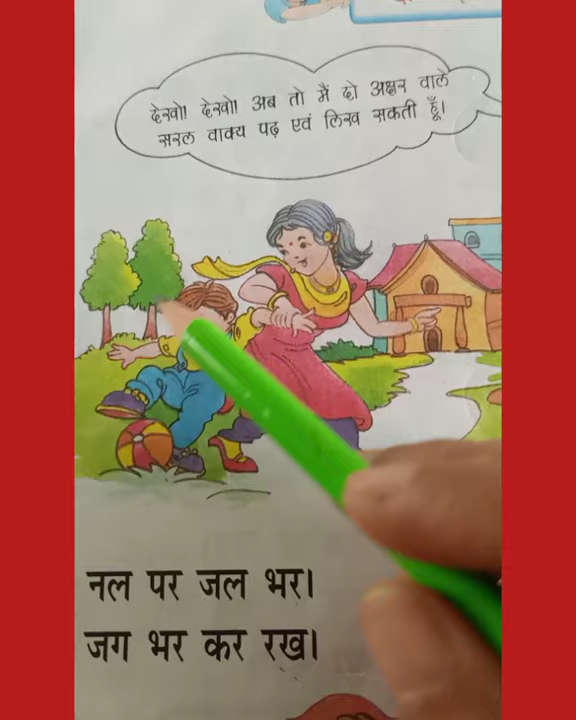 देखो! देखो! अब तो मैं दो अक्षर वाले
सरल वाक्य पढ़ एवं लिख सकती हूँ।
नल पर जल भर।
जग भर कर रख।